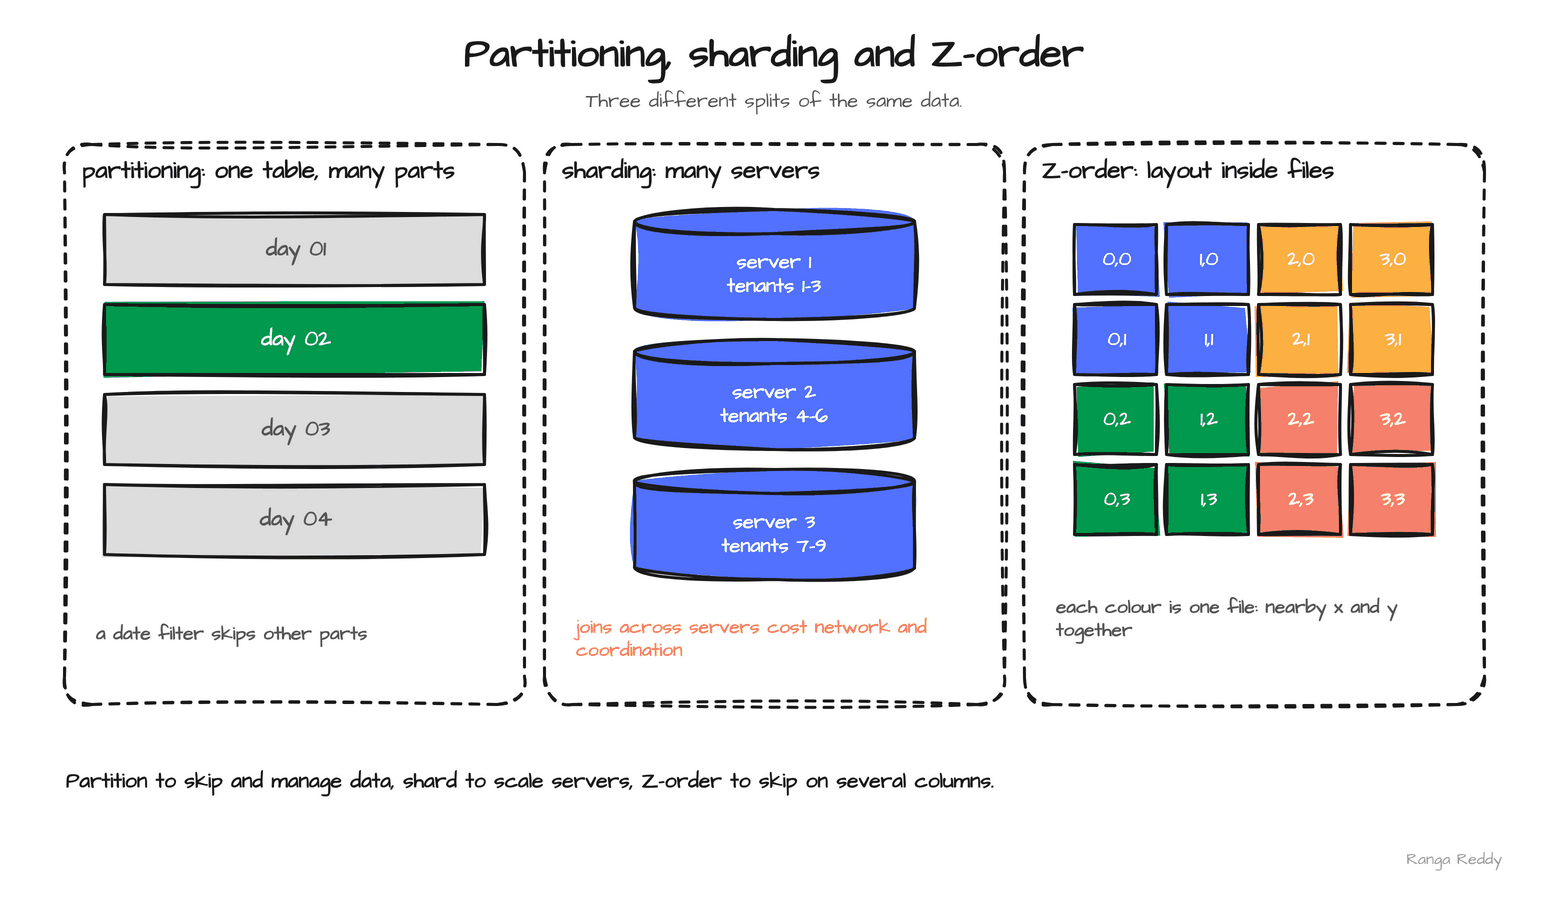 Partitioning, sharding and Z-order
Three different splits of the same data.
partitioning: one table, many parts
day 01
day 02
day 03
day 04
a date filter skips other parts
sharding: many servers
server 1
tenants 1-3
server 2
tenants 4-6
server 3
tenants 7-9
joins across servers cost network and
coordination
Z-order: layout inside files
0,0 1,0 2,0 3,0
0,1 1,1 2,1 3,1
0,2 1,2 2,2 3,2
0,3 1,3 2,3 3,3
each colour is one file: nearby x and y
together
Partition to skip and manage data, shard to scale servers, Z-order to skip on several columns.
Ranga Reddy